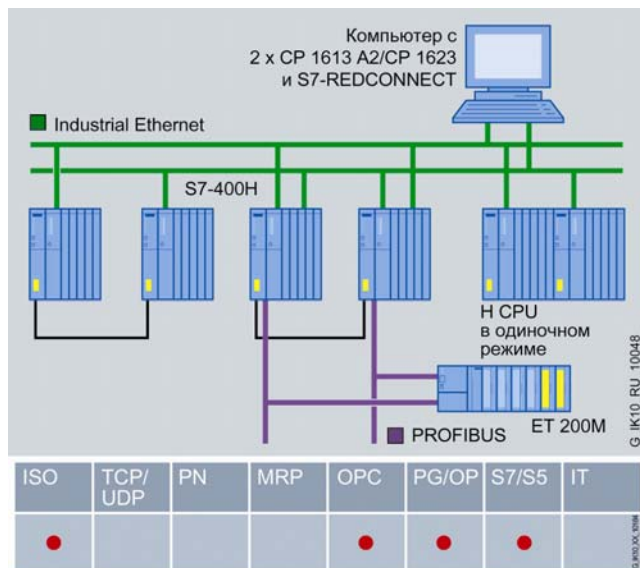 Компьютер с
2 x CP 1613 A2/CP 1623
и S7-REDCONNECT
Industrial Ethernet
S7-400H
H CPU
в одиночном
режиме
ET 200M
PROFIBUS
G_IK10_RU_10048
ISO TCP/UDP PN MRP OPC PG/OP S7/S5 IT